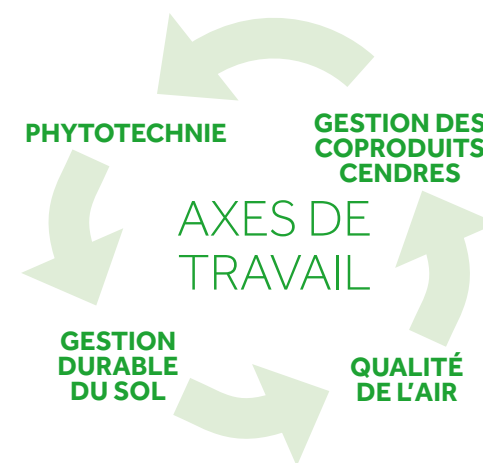 PHYTOTECHNIE
GESTION DES
COPRODUITS
CENDRES
AXES DE
TRAVAIL
GESTION
DURABLE
DU SOL
QUALITÉ
DE L'AIR